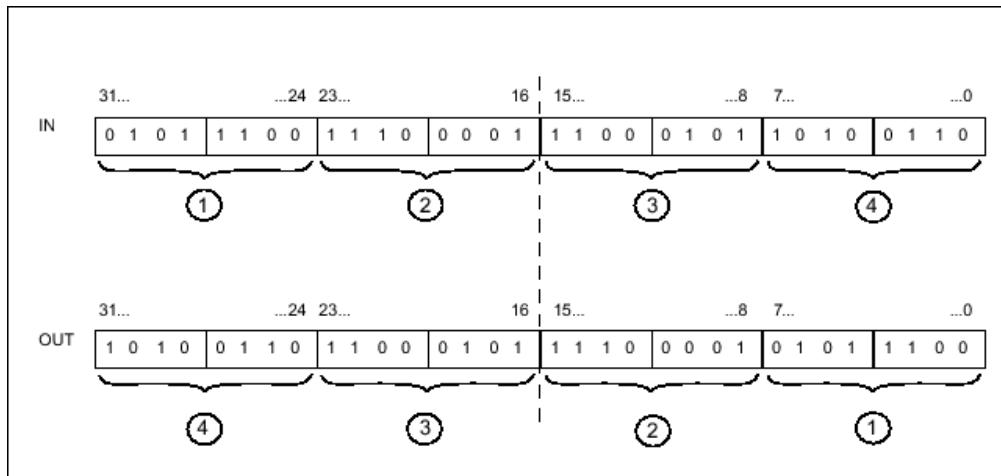 31... ...24 23... 16 15... ...8 7... ...0
IN 0 1 0 1 1 1 0 0 1 1 1 0 0 0 0 1 1 1 0 0 0 1 0 1 1 0 1 0 0 1 1 0
1 2 3 4
31... ...24 23... 16 15... ...8 7... ...0
OUT 1 0 1 0 0 1 1 0 1 1 0 0 0 1 0 1 1 1 1 0 0 0 0 1 0 1 0 1 1 1 0 0
4 3 2 1